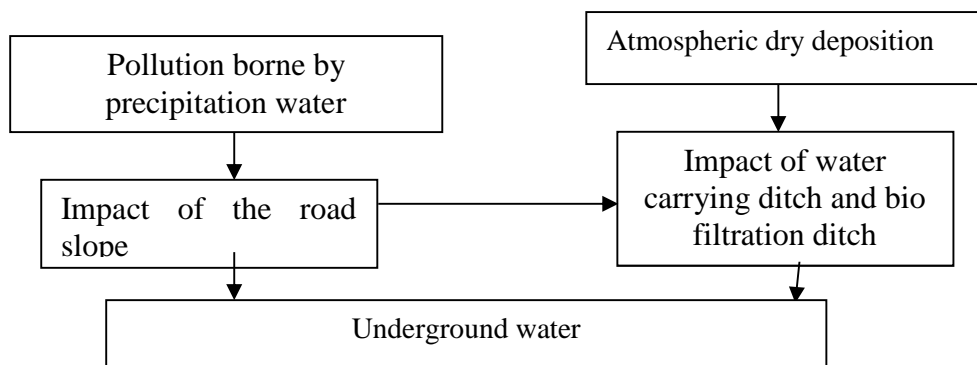 Atmospheric dry deposition
Pollution borne by
precipitation water
Impact of water
carrying ditch and bio
filtration ditch
Impact of the road
slope
Underground water